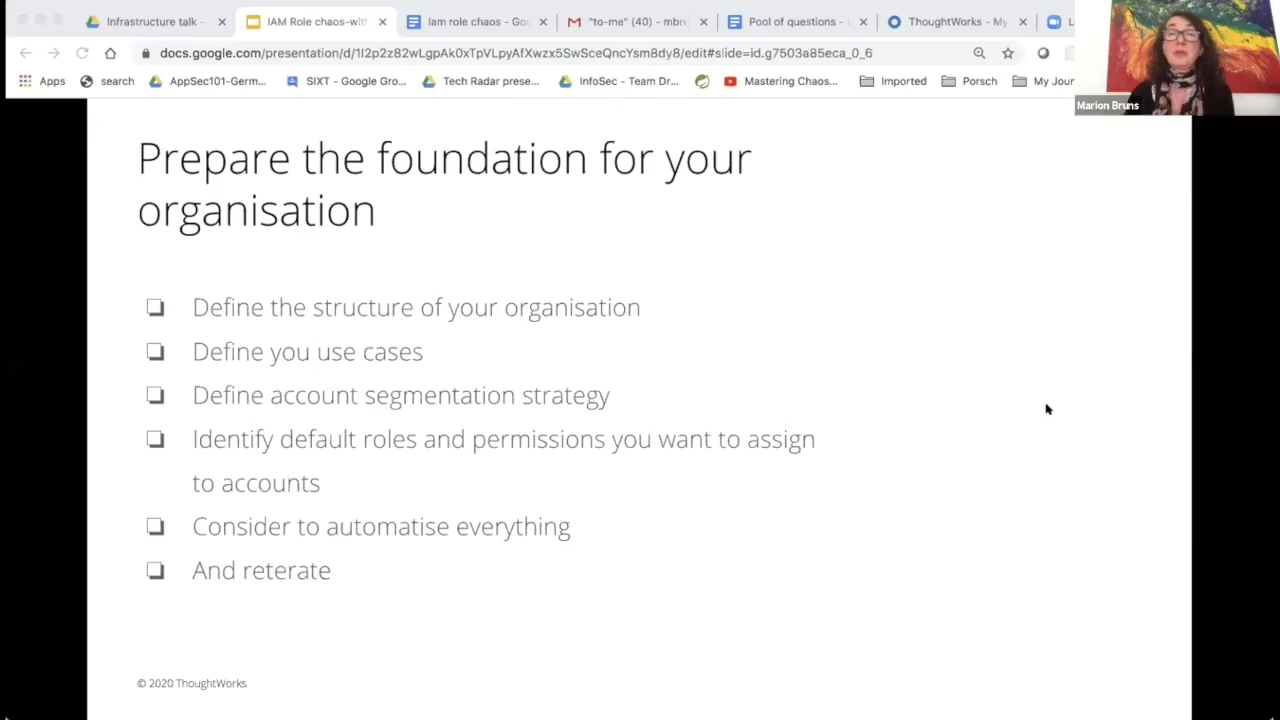 Infrastructure talk -
IAM Role chaos-with
Iam role chaos - Go
"to-me" (40) - mbru
Pool of questions -
ThoughtWorks - My
docs.google.com/presentation/d/1I2p2z82wLgpAk0xTpVLpyAfXwzx5SwSceQncYsm8dy8/edit#slide=id.g7503a85eca_0_6
Apps
search
AppSec101-Germ...
SIXT - Google Gro...
Tech Radar prese...
InfoSec - Team Dr...
Mastering Chaos...
Imported
Porsch
My Jour
Marion Bruns
Prepare the foundation for your
organisation
Define the structure of your organisation
Define you use cases
Define account segmentation strategy
Identify default roles and permissions you want to assign
to accounts
Consider to automatise everything
And reterate
© 2020 ThoughtWorks